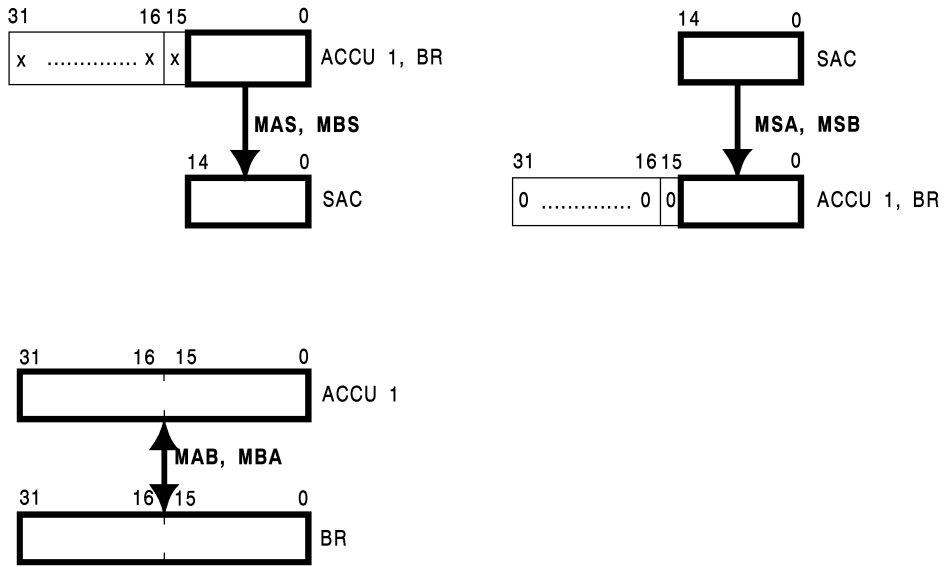 31 16 15 0
x .............. x x ACCU 1, BR
MAS, MBS
14 0
SAC
14 0
SAC
MSA, MSB
31 16 15 0
0 .............. 0 0 ACCU 1, BR
31 16 15 0
ACCU 1
MAB, MBA
31 16 15 0
BR